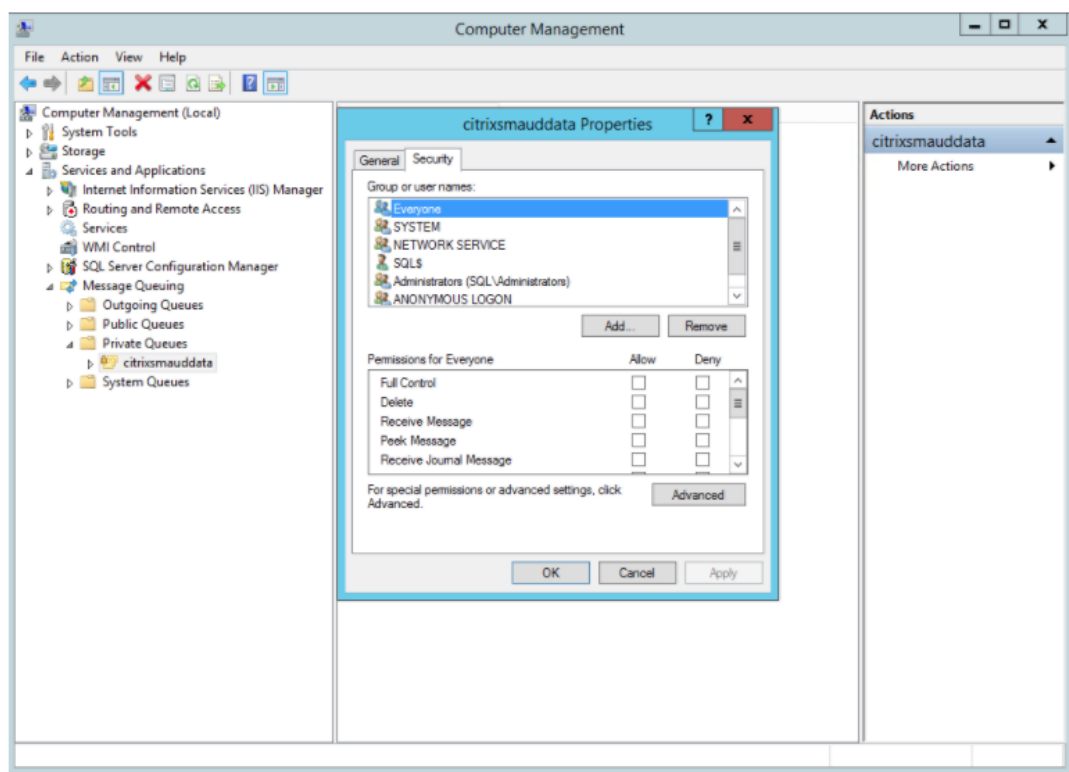 Computer Management
File Action View Help
Computer Management (Local)
System Tools
Storage
Services and Applications
Internet Information Services (IIS) Manager
Routing and Remote Access
Services
WMI Control
SQL Server Configuration Manager
Message Queuing
Outgoing Queues
Public Queues
Private Queues
citrixsmauddata
System Queues
citrixsmauddata Properties
General Security
Group or user names:
Everyone
SYSTEM
NETWORK SERVICE
SQL$
Administrators (SQL\Administrators)
ANONYMOUS LOGON
Add... Remove
Permissions for Everyone Allow Deny
Full Control
Delete
Receive Message
Peek Message
Receive Journal Message
For special permissions or advanced settings, click
Advanced.
Advanced
OK Cancel Apply
Actions
citrixsmauddata
More Actions